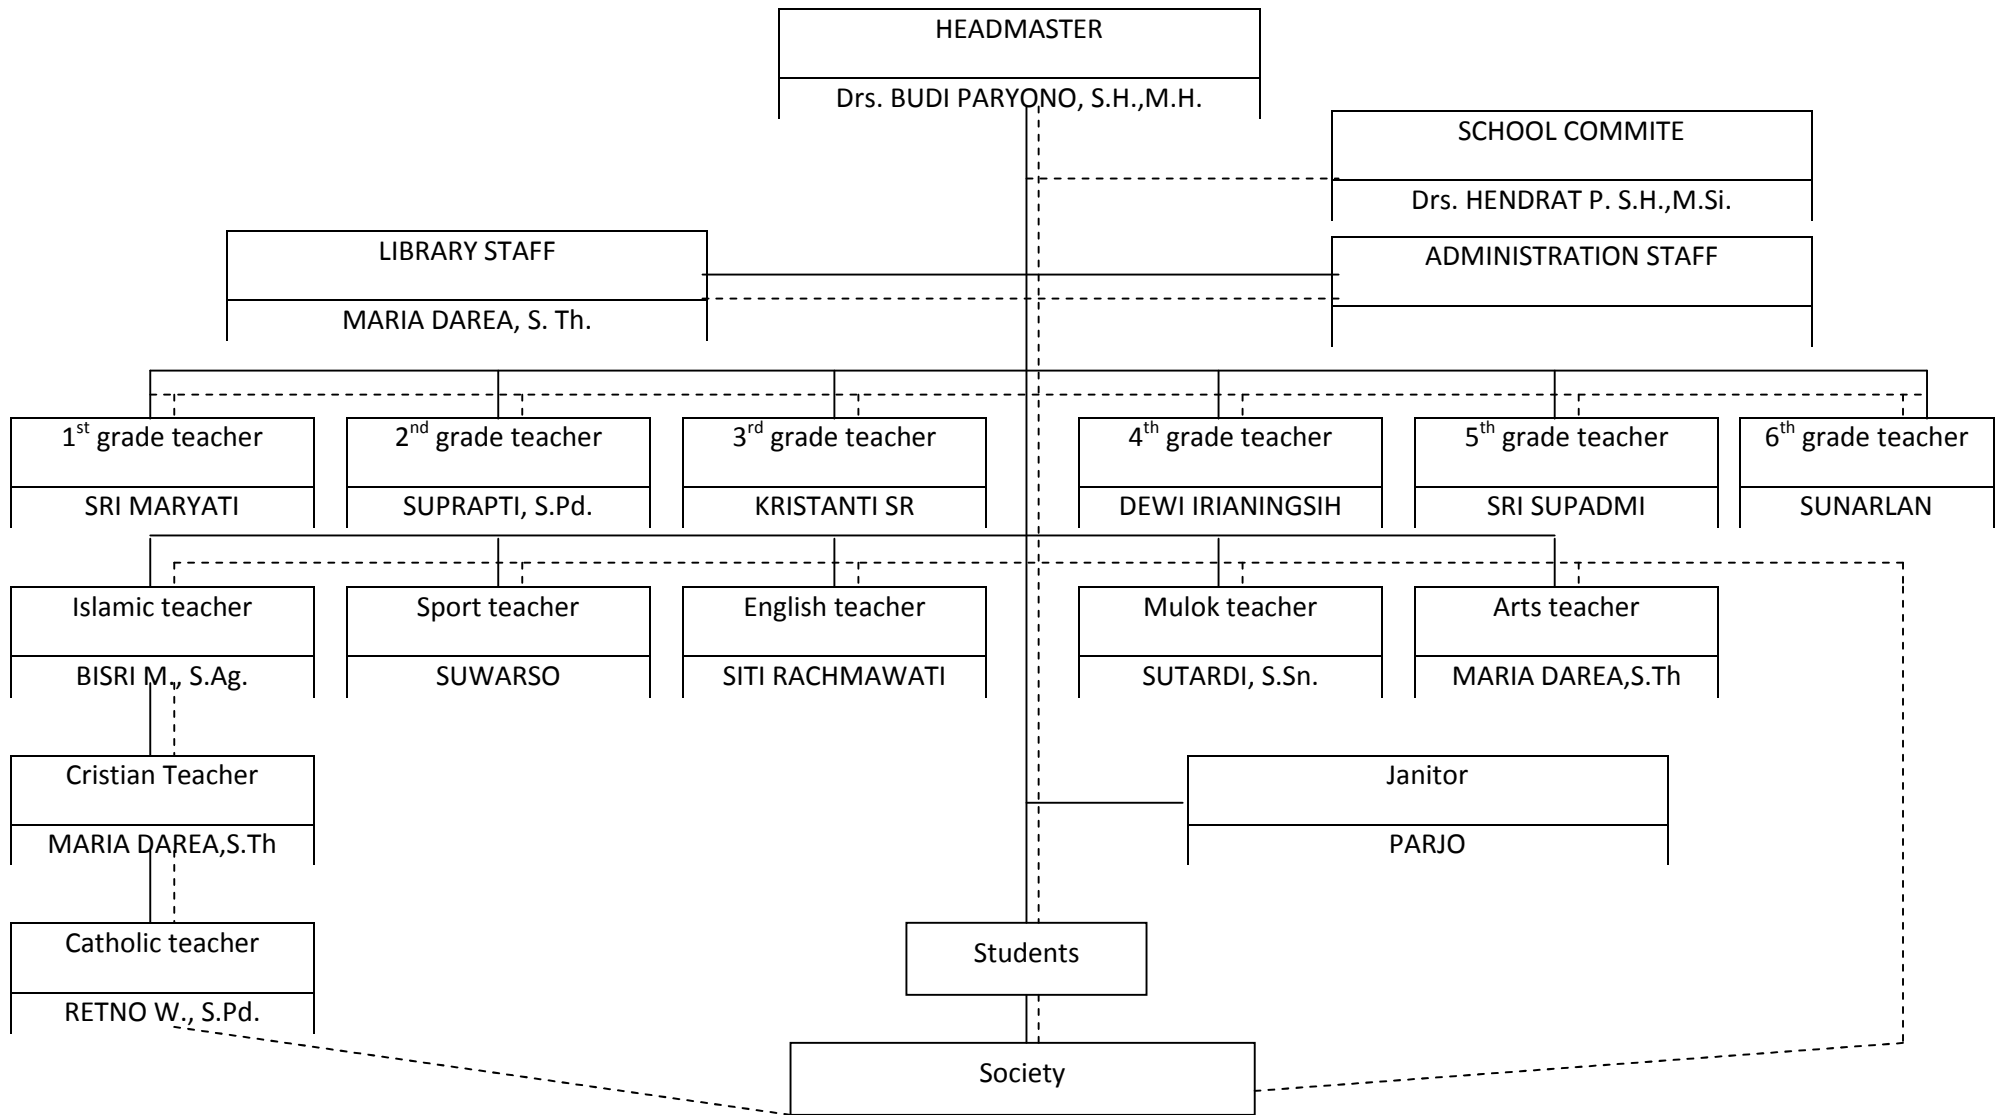 HEADMASTER
Drs. BUDI PARYONO, S.H.,M.H.
SCHOOL COMMITE
Drs. HENDRAT P. S.H.,M.Si.
LIBRARY STAFF
MARIA DAREA, S. Th.
ADMINISTRATION STAFF
1st grade teacher
SRI MARYATI
2nd grade teacher
SUPRAPTI, S.Pd.
3rd grade teacher
KRISTANTI SR
4th grade teacher
DEWI IRIANINGSIH
5th grade teacher
SRI SUPADMI
6th grade teacher
SUNARLAN
Islamic teacher
BISRI M., S.Ag.
Sport teacher
SUWARSO
English teacher
SITI RACHMAWATI
Mulok teacher
SUTARDI, S.Sn.
Arts teacher
MARIA DAREA,S.Th
Cristian Teacher
MARIA DAREA,S.Th
Janitor
PARJO
Catholic teacher
RETNO W., S.Pd.
Students
Society